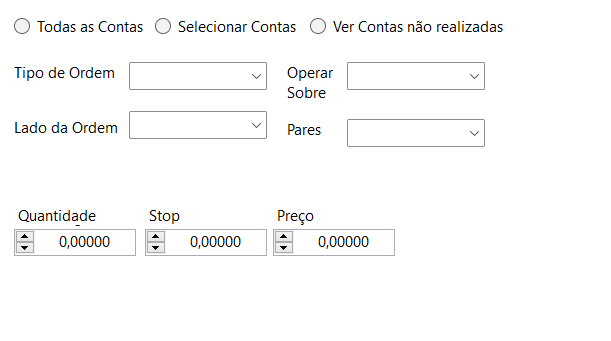 Todas as Contas Selecionar Contas Ver Contas não realizadas
Tipo de Ordem
Operar
Sobre
Lado da Ordem
Pares
Quantidade Stop Preço
0,00000 0,00000 0,00000